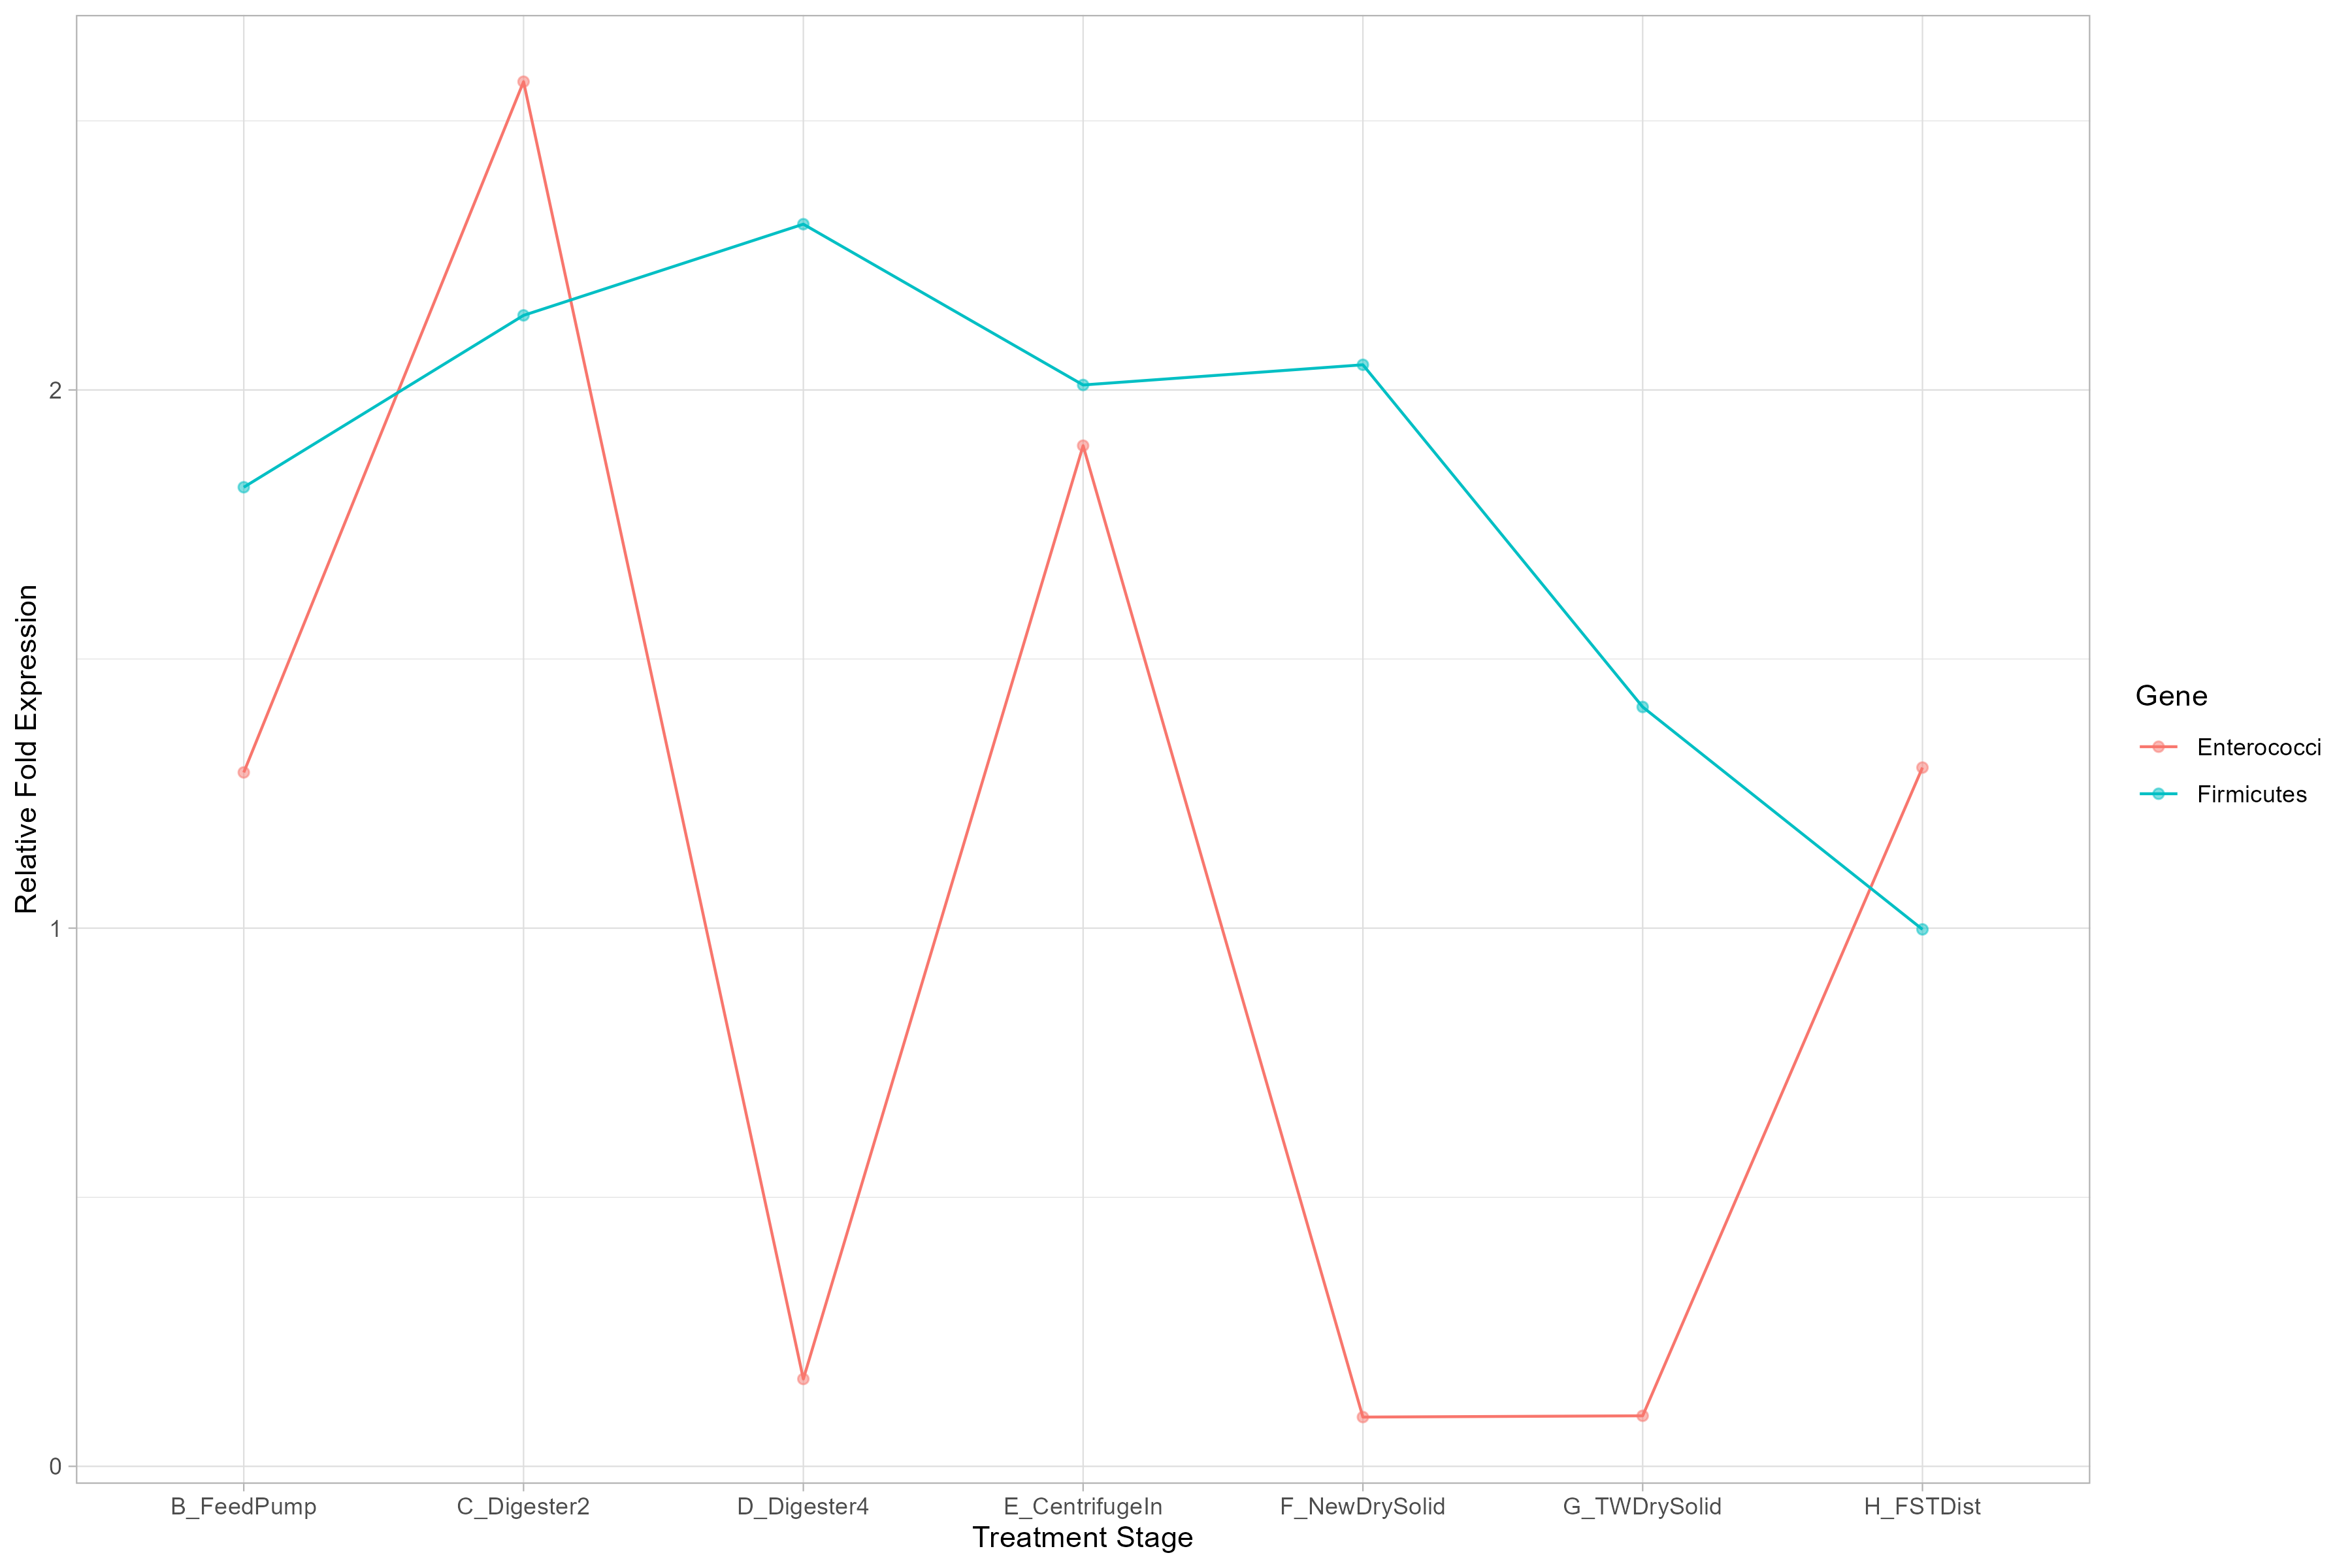 Relative Fold Expression
2
1
0
B_FeedPump
C_Digester2
D_Digester4
E_CentrifugeIn
F_NewDrySolid
G_TWDrySolid
H_FSTDist
Treatment Stage
Gene
Enterococci
Firmicutes